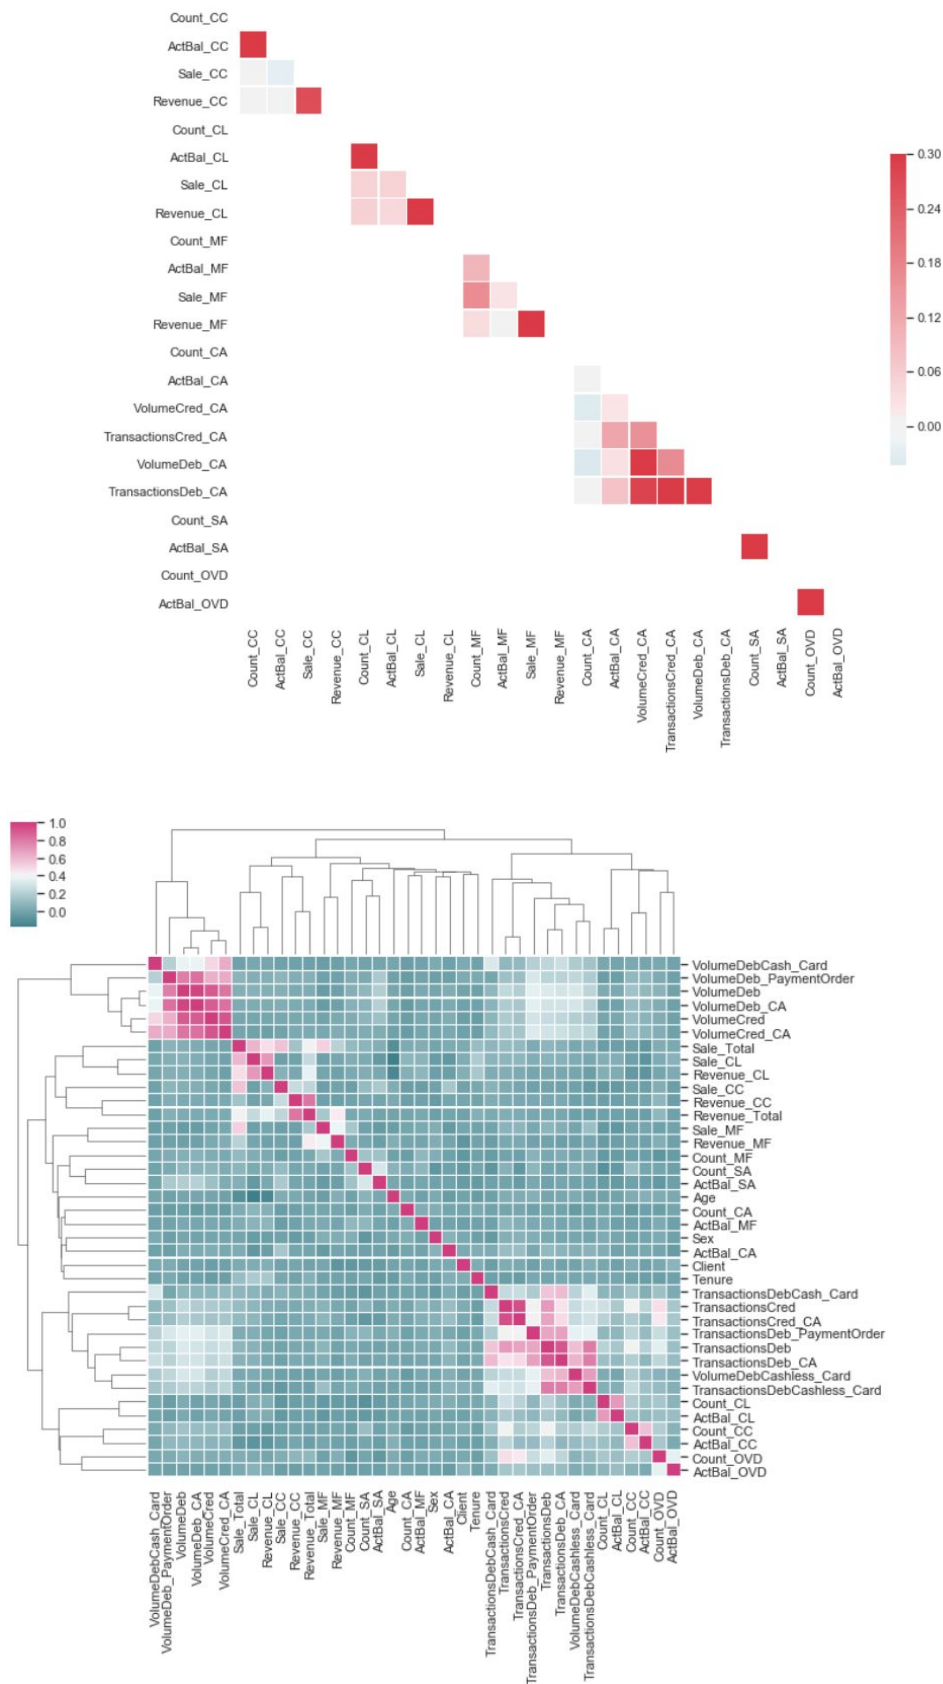 Count_CC
ActBal_CC
Sale_CC
Revenue_CC
Count_CL
ActBal_CL
Sale_CL
Revenue_CL
Count_MF
ActBal_MF
Sale_MF
Revenue_MF
Count_CA
ActBal_CA
VolumeCred_CA
TransactionsCred_CA
VolumeDeb_CA
TransactionsDeb_CA
Count_SA
ActBal_SA
Count_OVD
ActBal_OVD
0.30
0.24
0.18
0.12
0.06
0.00
Count_CC
ActBal_CC
Sale_CC
Revenue_CC
Count_CL
ActBal_CL
Sale_CL
Revenue_CL
Count_MF
ActBal_MF
Sale_MF
Revenue_MF
Count_CA
ActBal_CA
VolumeCred_CA
TransactionsCred_CA
VolumeDeb_CA
TransactionsDeb_CA
Count_SA
ActBal_SA
Count_OVD
ActBal_OVD
1.0
0.8
0.6
0.4
0.2
0.0
VolumeDebCash_Card
VolumeDeb_PaymentOrder
VolumeDeb
VolumeDeb_CA
VolumeCred
VolumeCred_CA
Sale_Total
Sale_CL
Revenue_CL
Sale_CC
Revenue_CC
Revenue_Total
Sale_MF
Revenue_MF
Count_MF
Count_SA
ActBal_SA
Age
Count_CA
ActBal_MF
Sex
ActBal_CA
Client
Tenure
TransactionsDebCash_Card
TransactionsCred
TransactionsCred_CA
TransactionsDeb_PaymentOrder
TransactionsDeb
TransactionsDeb_CA
VolumeDebCashless_Card
TransactionsDebCashless_Card
Count_CL
ActBal_CL
Count_CC
ActBal_CC
Count_OVD
ActBal_OVD
VolumeDebCash_Card
VolumeDeb_PaymentOrder
VolumeDeb
VolumeDeb_CA
VolumeCred
VolumeCred_CA
Sale_Total
Sale_CL
Revenue_CL
Sale_CC
Revenue_CC
Revenue_Total
Sale_MF
Revenue_MF
Count_MF
Count_SA
ActBal_SA
Age
Count_CA
ActBal_MF
Sex
ActBal_CA
Client
Tenure
TransactionsDebCash_Card
TransactionsCred
TransactionsCred_CA
TransactionsDeb_PaymentOrder
TransactionsDeb
TransactionsDeb_CA
VolumeDebCashless_Card
TransactionsDebCashless_Card
Count_CL
ActBal_CL
Count_CC
ActBal_CC
Count_OVD
ActBal_OVD